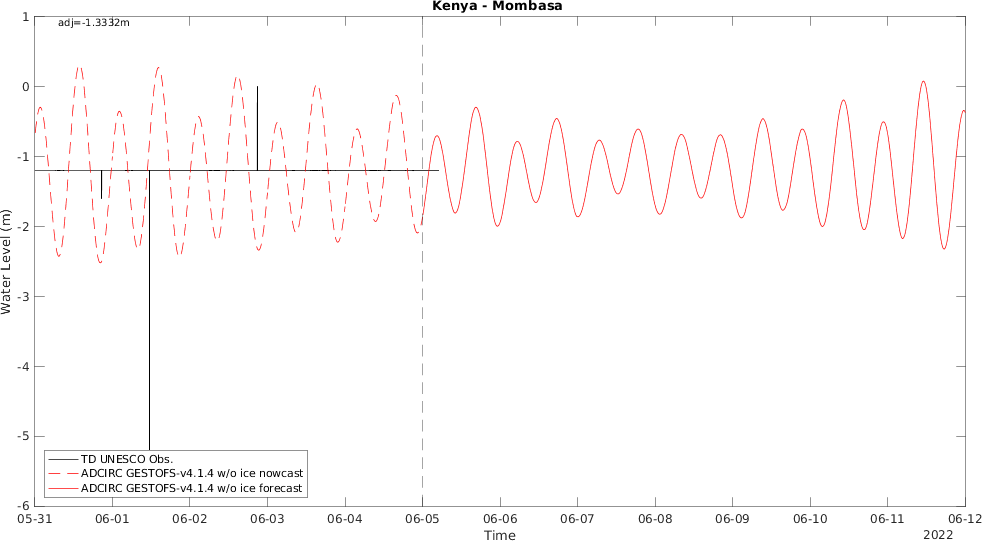 Kenya - Mombasa
adj=-1.3332m
1
0
-1
-2
-3
-4
-5
-6
Water Level (m)
TD UNESCO Obs.
ADCIRC GESTOFS-v4.1.4 w/o ice nowcast
ADCIRC GESTOFS-v4.1.4 w/o ice forecast
05-31 06-01 06-02 06-03 06-04 06-05 06-06 06-07 06-08 06-09 06-10 06-11 06-12
Time
2022